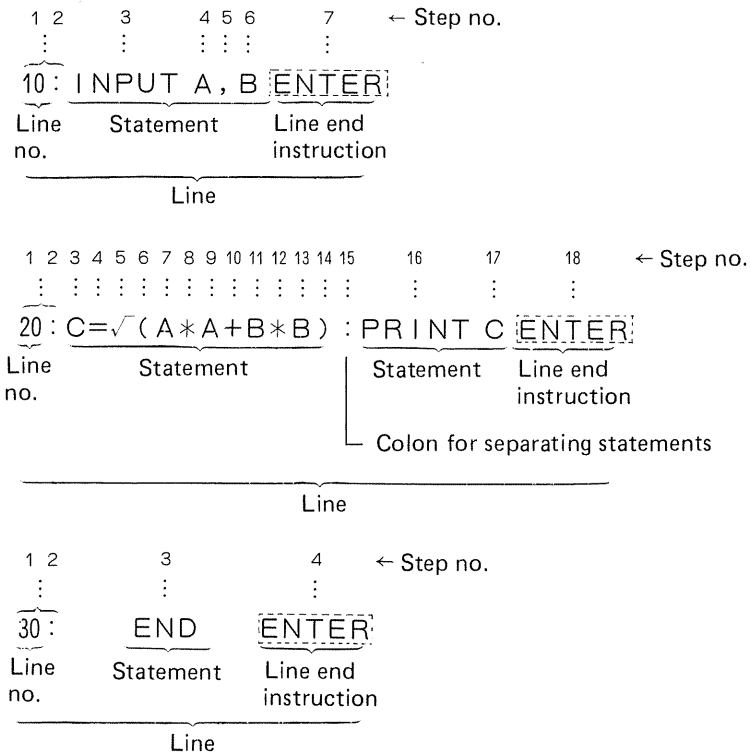 1 2 3 4 5 6 7 ← Step no.
10: INPUT A, B ENTER
Line no. Statement Line end instruction
Line
1 2 3 4 5 6 7 8 9 10 11 12 13 14 15 16 17 18 ← Step no.
20: C=√(A*A+B*B) : PRINT C ENTER
Line no. Statement Statement Line end instruction
Colon for separating statements
Line
1 2 3 4 ← Step no.
30: END ENTER
Line no. Statement Line end instruction
Line